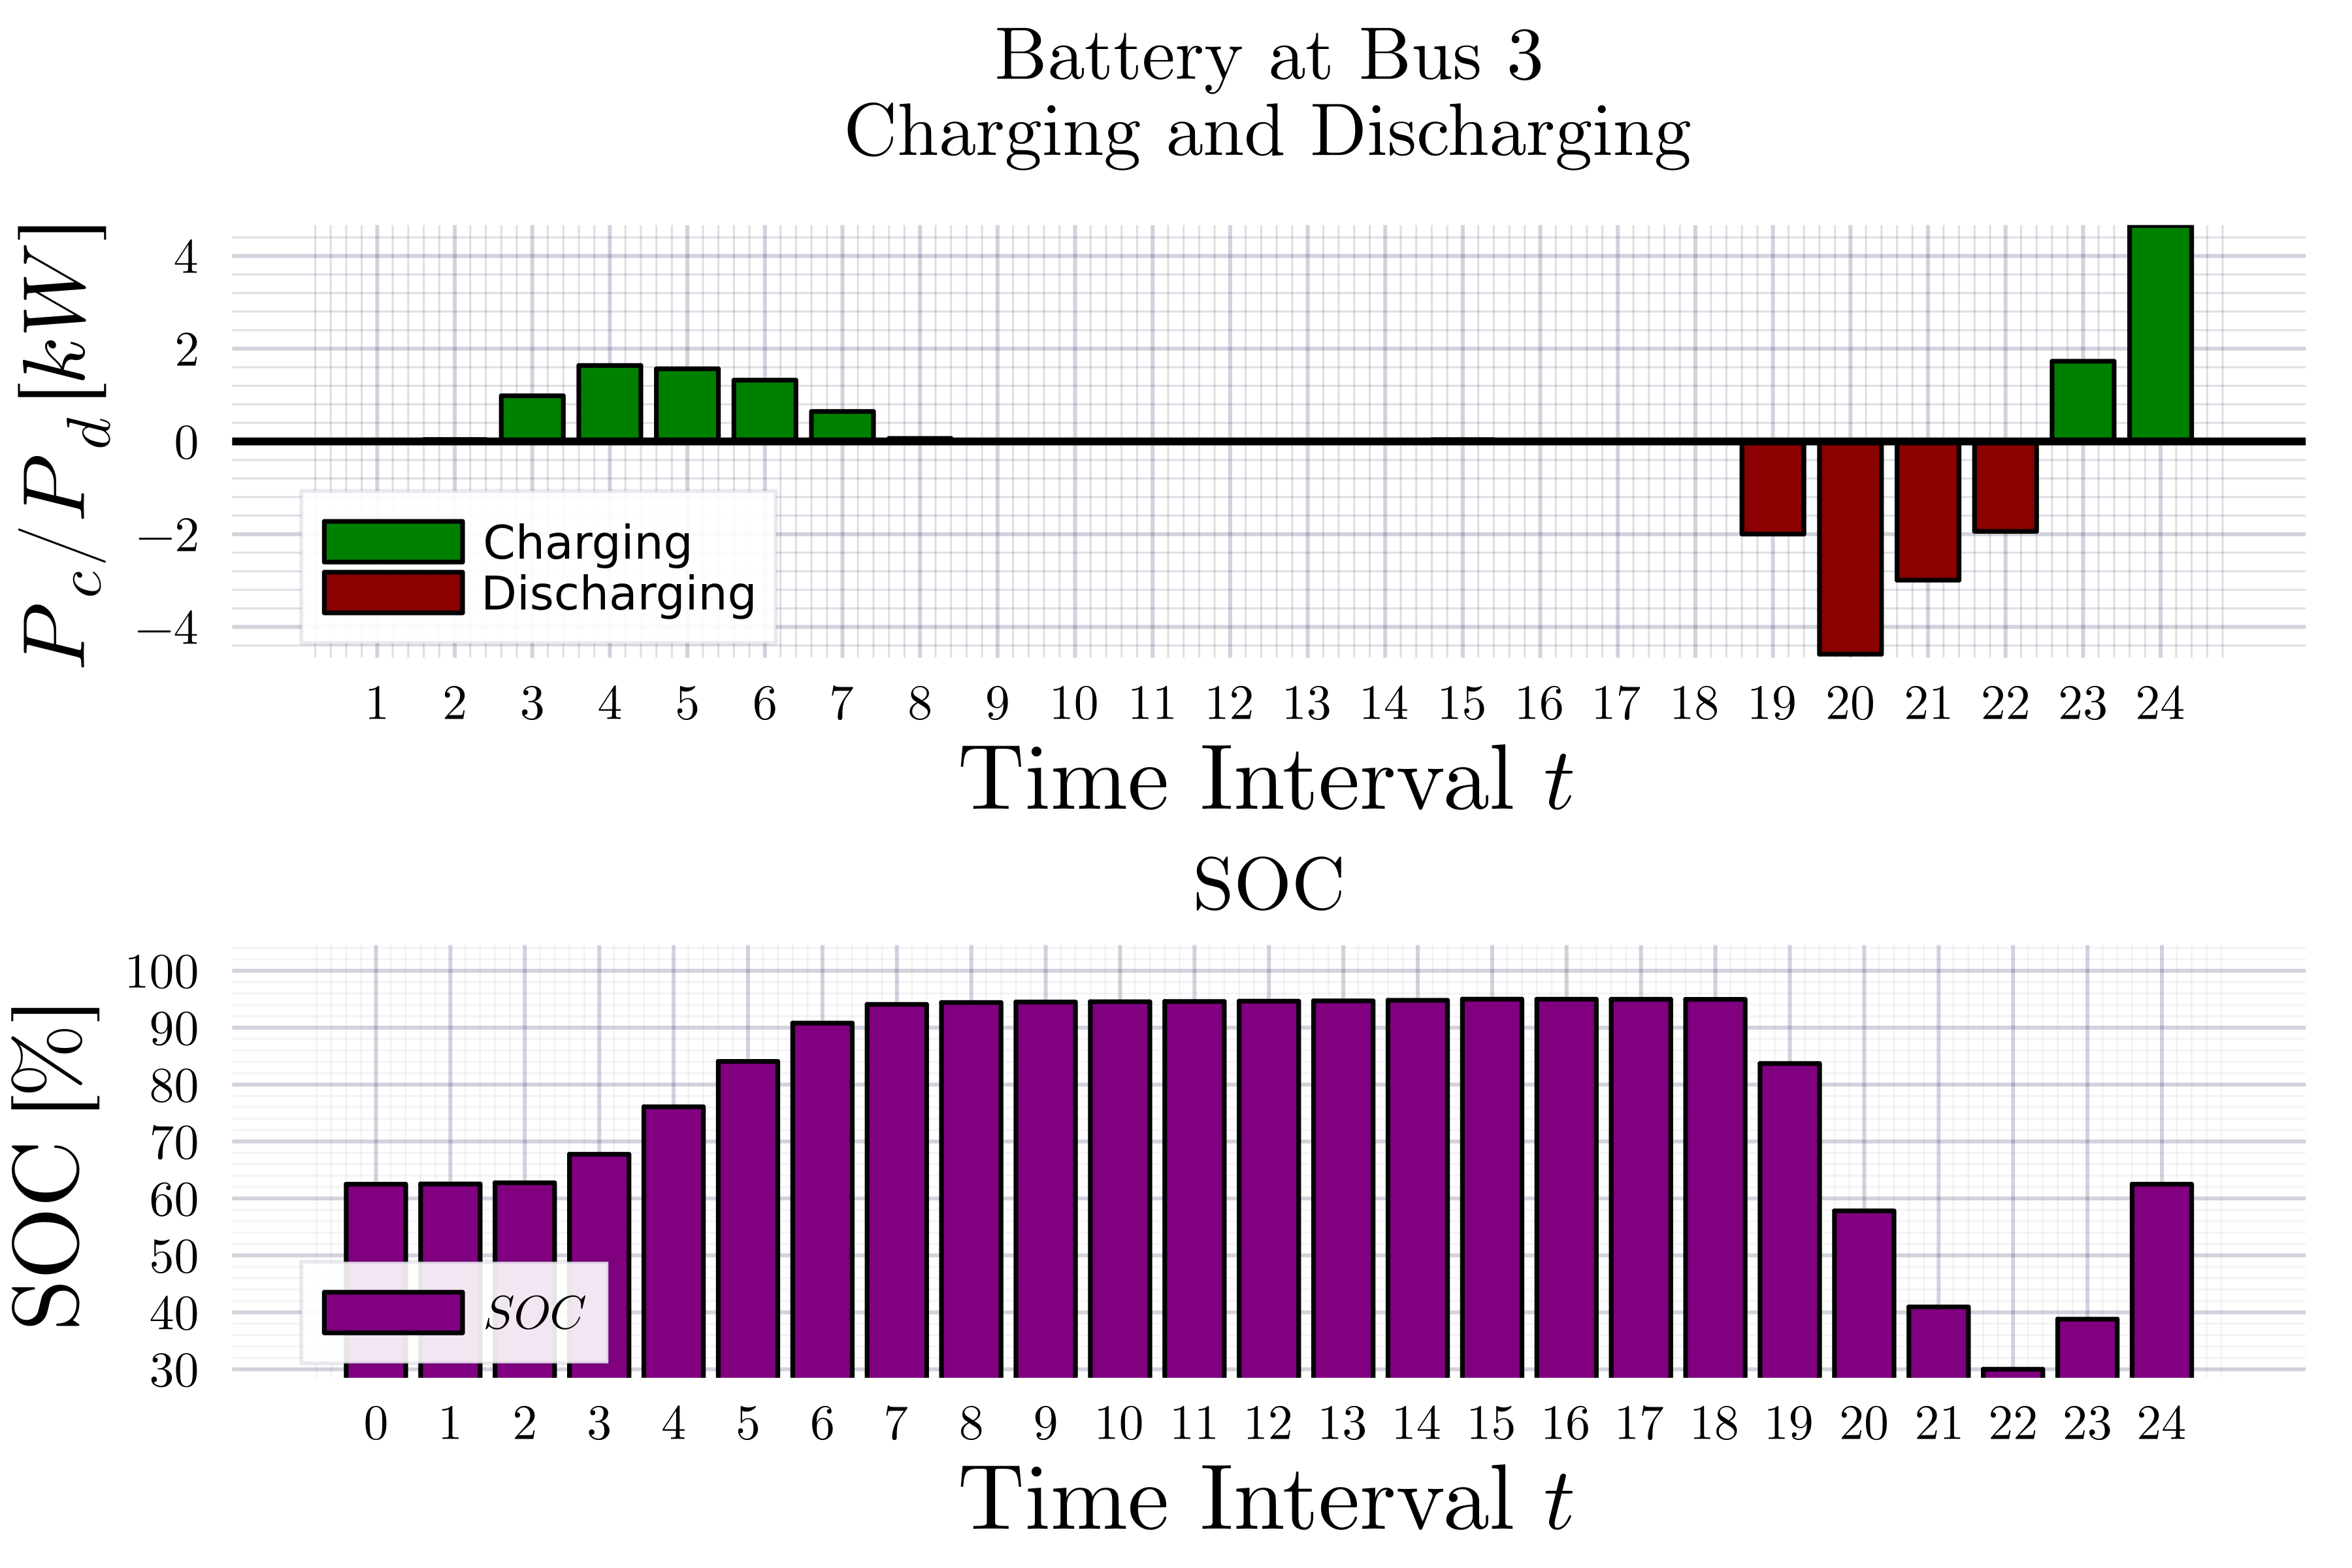 Battery at Bus 3
Charging and Discharging
P_c/P_d [kW]
4
2
0
−2
−4
Charging
Discharging
1 2 3 4 5 6 7 8 9 10 11 12 13 14 15 16 17 18 19 20 21 22 23 24
Time Interval t
SOC
SOC [%]
100
90
80
70
60
50
40
30
SOC
0 1 2 3 4 5 6 7 8 9 10 11 12 13 14 15 16 17 18 19 20 21 22 23 24
Time Interval t